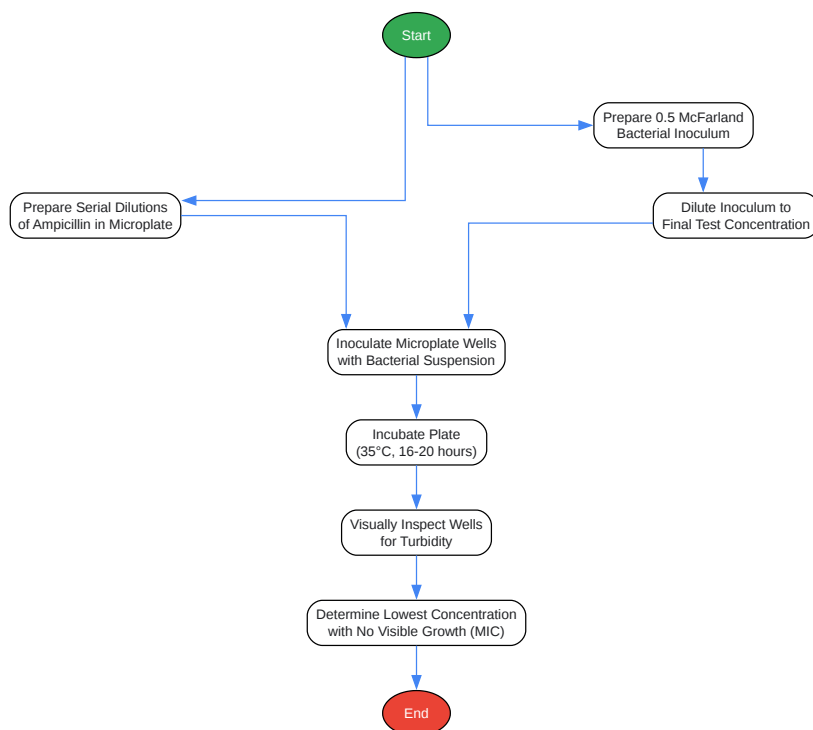 Start
Prepare 0.5 McFarland
Bacterial Inoculum
Prepare Serial Dilutions
of Ampicillin in Microplate
Dilute Inoculum to
Final Test Concentration
Inoculate Microplate Wells
with Bacterial Suspension
Incubate Plate
(35°C, 16-20 hours)
Visually Inspect Wells
for Turbidity
Determine Lowest Concentration
with No Visible Growth (MIC)
End